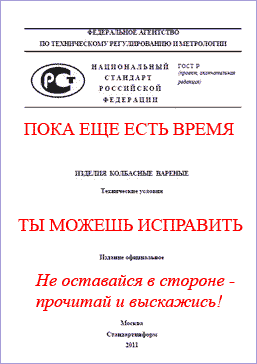 ФЕДЕРАЛЬНОЕ АГЕНТСТВО
ПО ТЕХНИЧЕСКОМУ РЕГУЛИРОВАНИЮ И МЕТРОЛОГИИ
НАЦИОНАЛЬНЫЙ
СТАНДАРТ
РОССИЙСКОЙ
ФЕДЕРАЦИИ
ГОСТ Р
(проект, окончательная
редакция)
ПОКА ЕЩЕ ЕСТЬ ВРЕМЯ
ИЗДЕЛИЯ КОЛБАСНЫЕ ВАРЕНЫЕ
Технические условия
ТЫ МОЖЕШЬ ИСПРАВИТЬ
Издание официальное
Не оставайся в стороне -
прочитай и выскажись!
Москва
Стандартинформ
2011